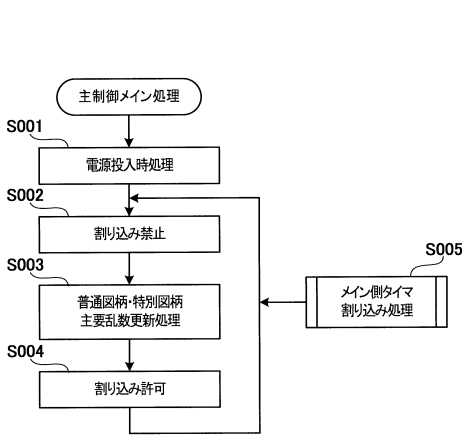 主制御メイン処理
S001
電源投入時処理
S002
割り込み禁止
S003
普通図柄・特別図柄
主要乱数更新処理
S004
割り込み許可
S005
メイン側タイマ
割り込み処理